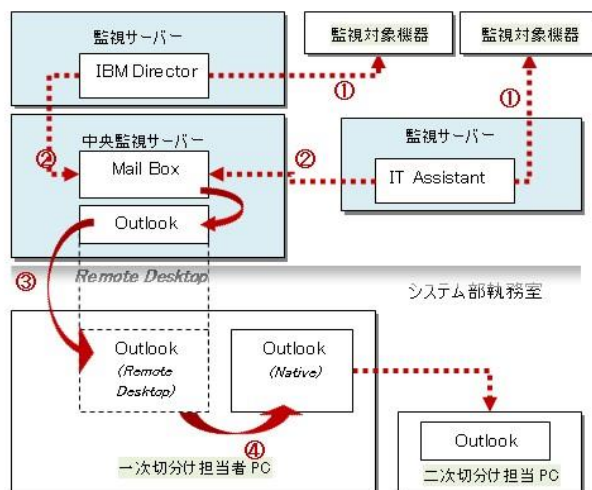 監視サーバー
監視対象機器
監視対象機器
IBM Director
①
①
中央監視サーバー
監視サーバー
②
Mail Box
②
IT Assistant
Outlook
③
Remote Desktop
システム部執務室
Outlook
(Remote
Desktop)
Outlook
(Native)
④
Outlook
一次切分け担当者 PC
二次切分け担当 PC